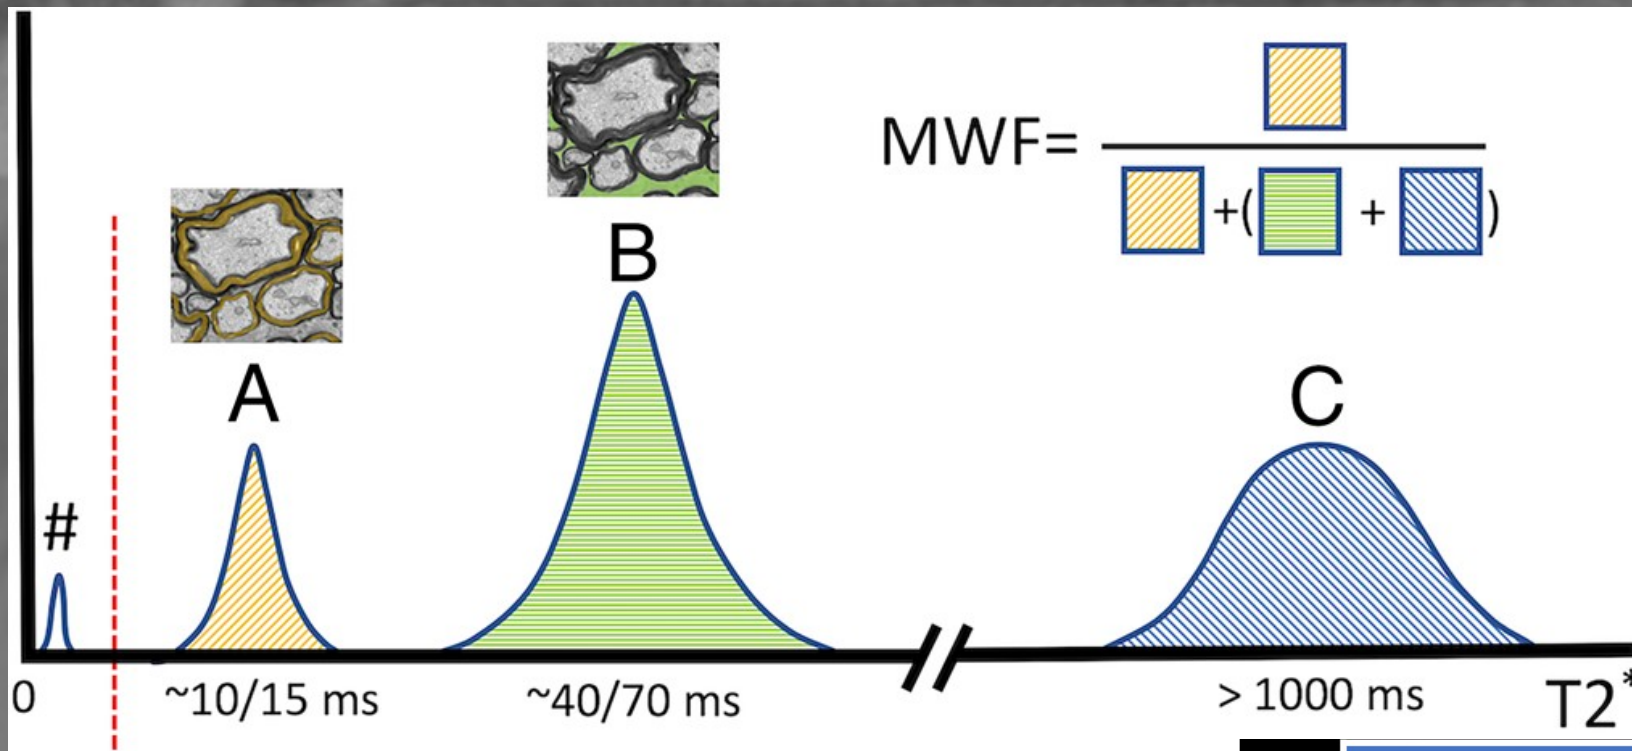 B
MWF=
+( + )
A
C
#
0
~10/15 ms
~40/70 ms
> 1000 ms
T2*